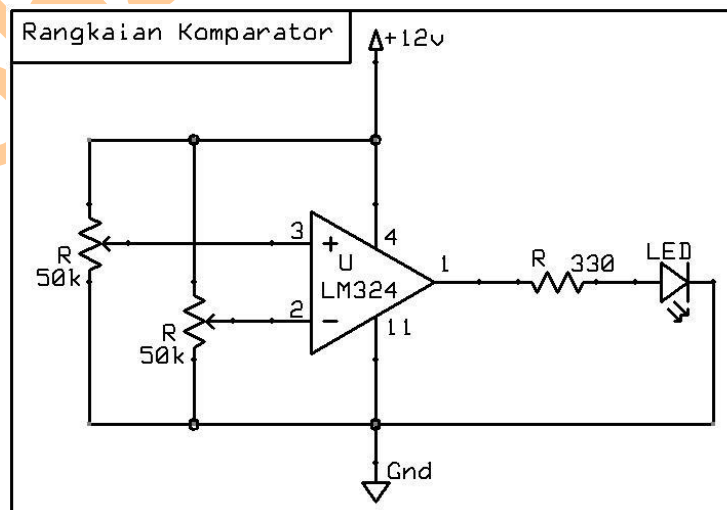 Rangkaian Komparator
+12v
3
+
4
U
1
R
330
LED
R
50k
LM324
2
-
11
R
50k
Gnd